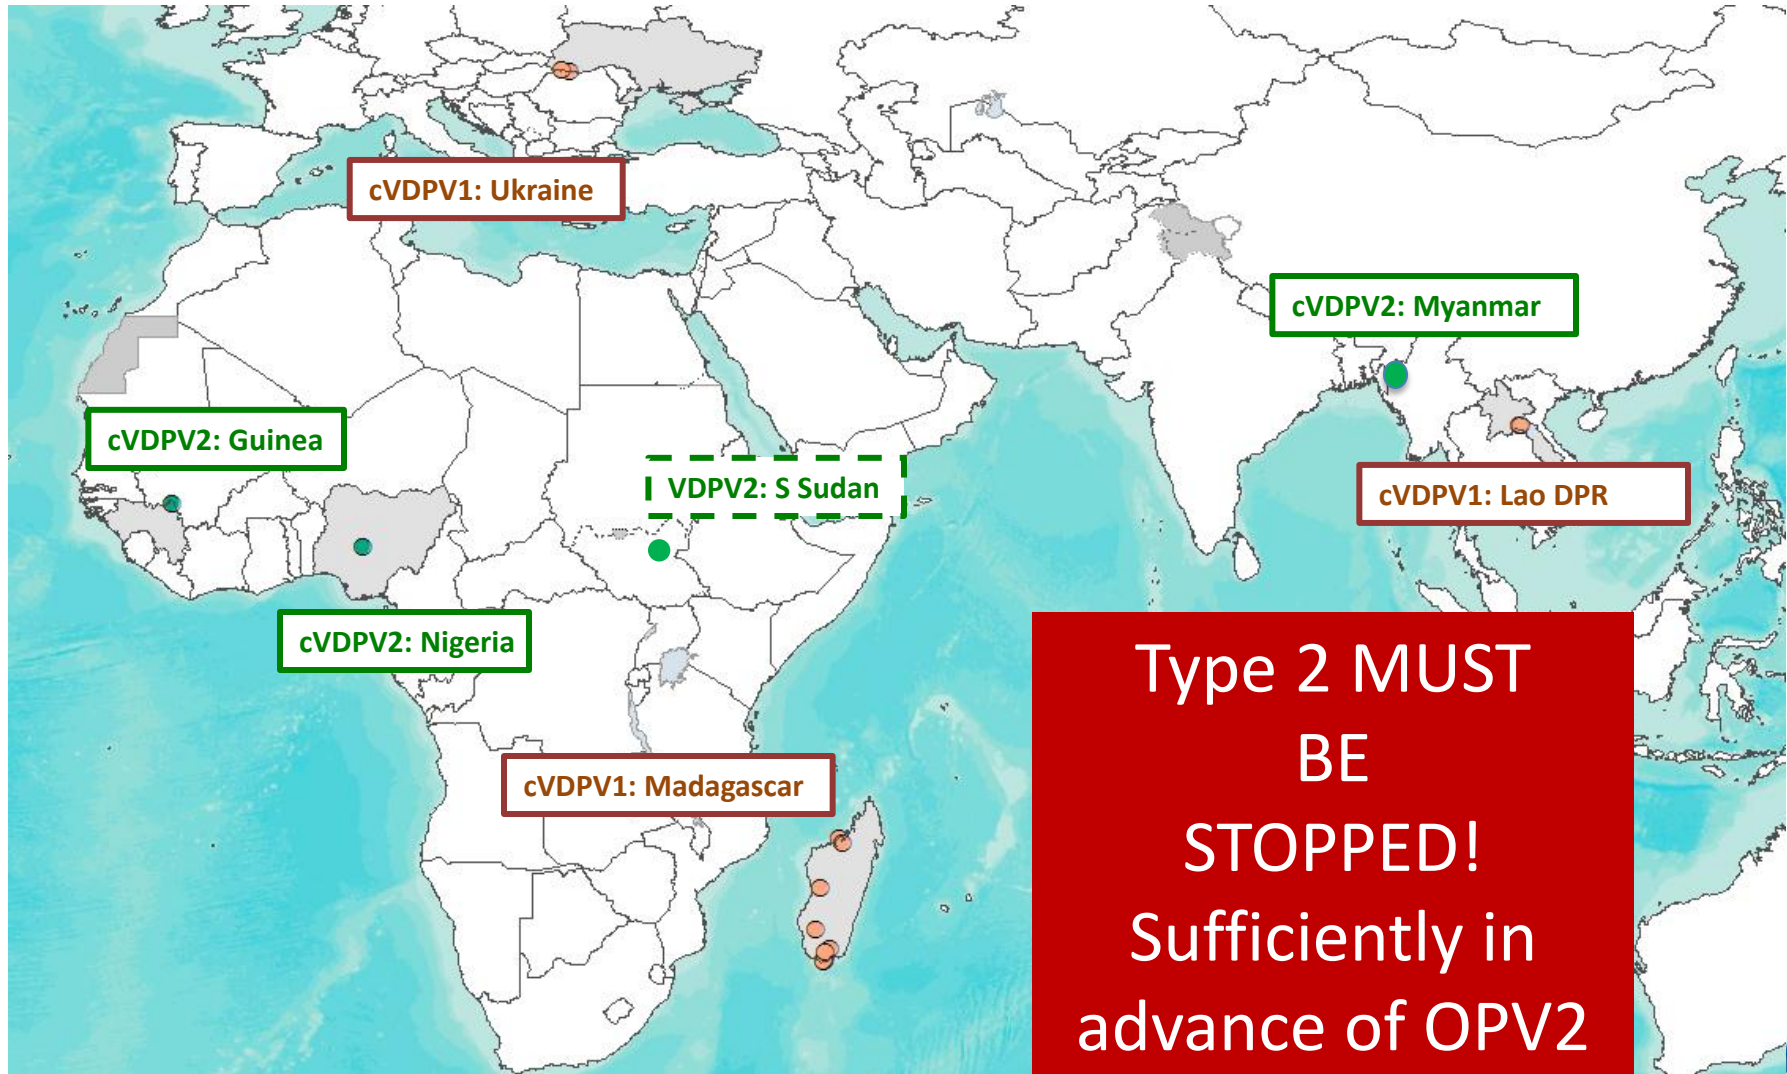 cVDPV1: Ukraine
cVDPV2: Myanmar
cVDPV2: Guinea
VDPV2: S Sudan
cVDPV1: Lao DPR
cVDPV2: Nigeria
cVDPV1: Madagascar
Type 2 MUST
BE
STOPPED!
Sufficiently in
advance of OPV2